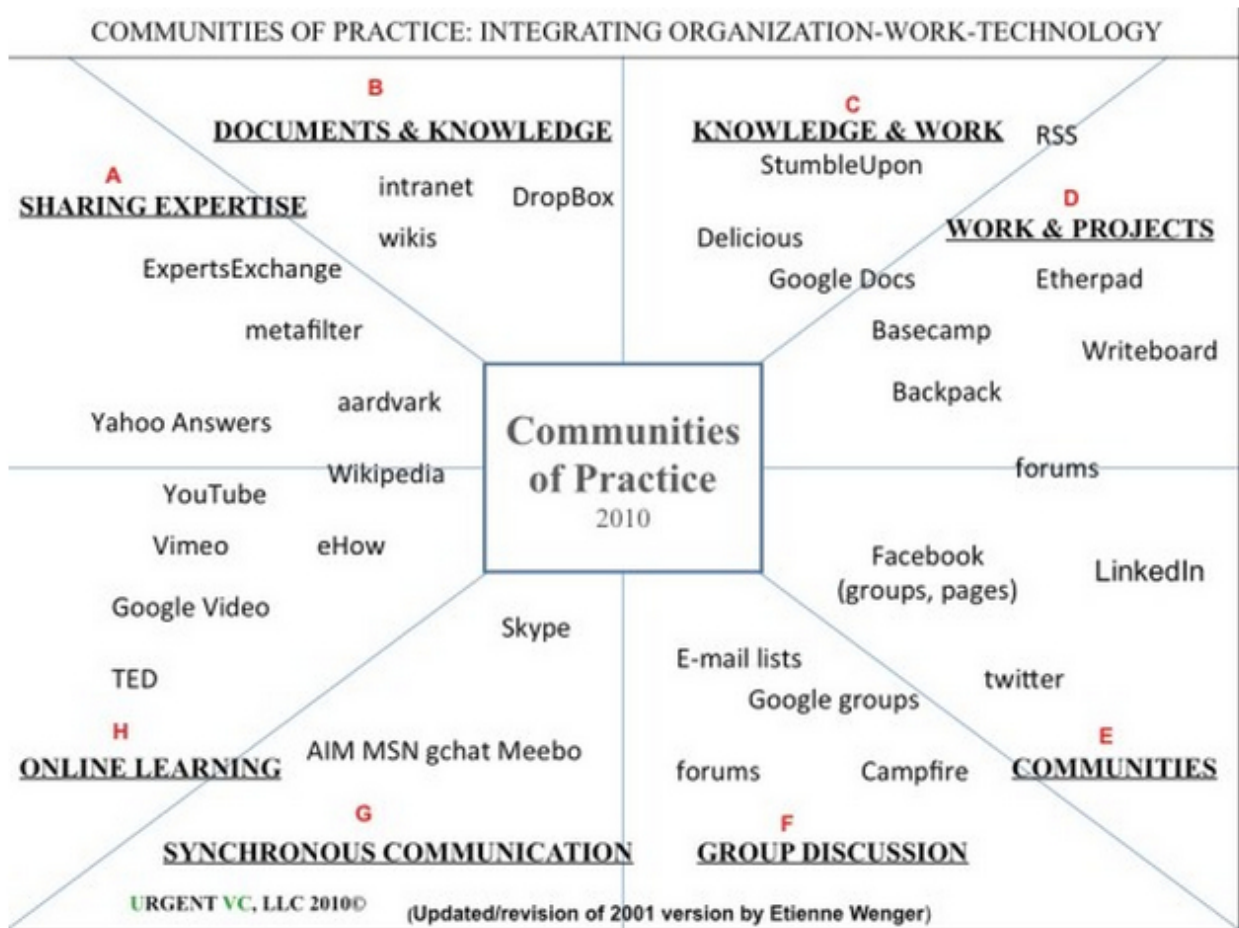 COMMUNITIES OF PRACTICE: INTEGRATING ORGANIZATION-WORK-TECHNOLOGY
A
SHARING EXPERTISE
ExpertsExchange
metafilter
aardvark
Yahoo Answers
Wikipedia
B
DOCUMENTS & KNOWLEDGE
intranet
DropBox
wikis
C
KNOWLEDGE & WORK
RSS
StumbleUpon
Delicious
Google Docs
D
WORK & PROJECTS
Etherpad
Basecamp
Writeboard
Backpack
forums
Communities
of Practice
2010
Facebook
(groups, pages)
LinkedIn
twitter
E
COMMUNITIES
E-mail lists
Google groups
forums
Campfire
F
GROUP DISCUSSION
Skype
AIM MSN gchat Meebo
G
SYNCHRONOUS COMMUNICATION
YouTube
Vimeo
eHow
Google Video
TED
H
ONLINE LEARNING
URGENT VC, LLC 2010©
(Updated/revision of 2001 version by Etienne Wenger)